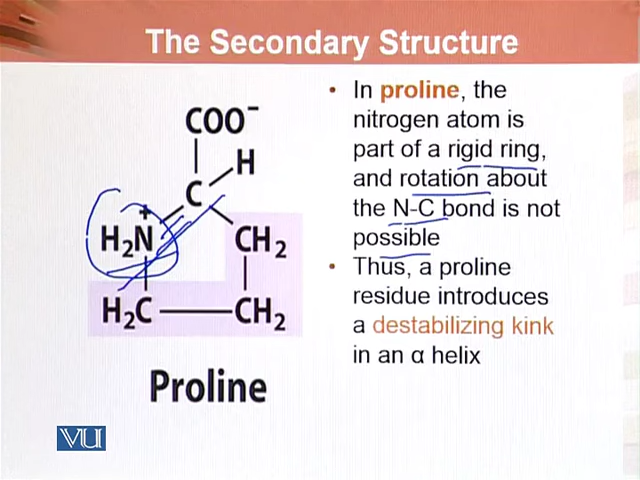 The Secondary Structure
COO⁻
H
C
+
H₂N
CH₂
H₂C
CH₂
Proline
• In proline, the
nitrogen atom is
part of a rigid ring,
and rotation about
the N-C bond is not
possible
• Thus, a proline
residue introduces
a destabilizing kink
in an α helix
VU